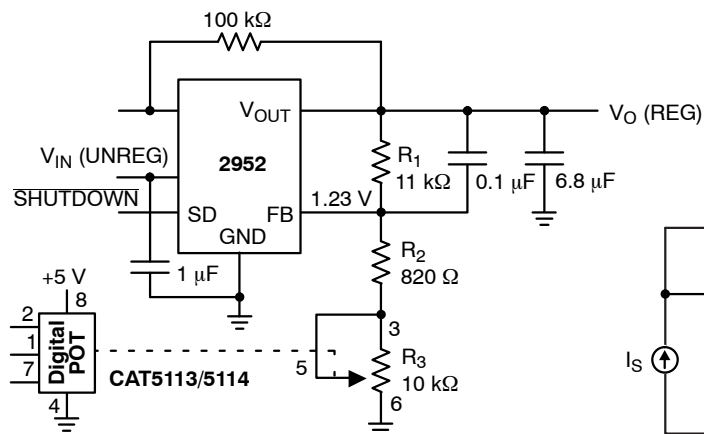 100 kΩ
V_OUT
V_O (REG)
V_IN (UNREG)
2952
R_1
11 kΩ
0.1 μF
6.8 μF
SHUTDOWN
SD
FB
1.23 V
GND
R_2
820 Ω
1 μF
+5 V
8
2
1
7
4
Digital
POT
CAT5113/5114
3
5
R_3
10 kΩ
6
I_S